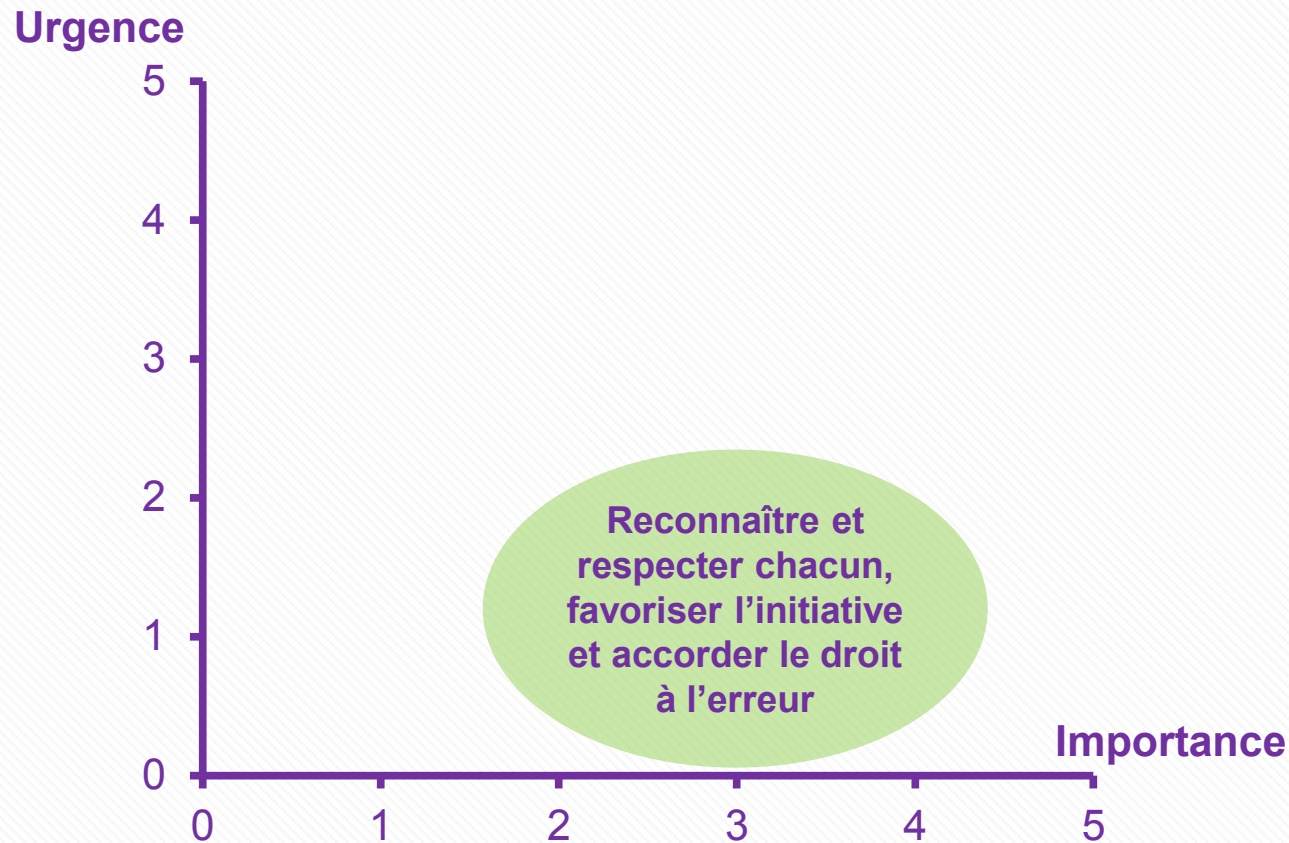 Urgence
5
4
3
2
1
0
Reconnaître et
respecter chacun,
favoriser l’initiative
et accorder le droit
à l’erreur
Importance
0 1 2 3 4 5